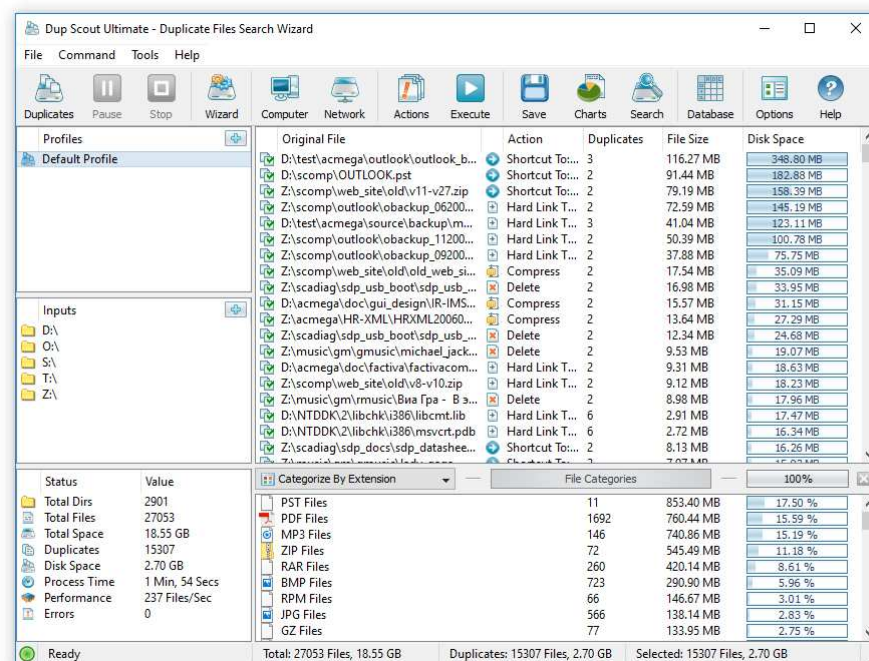 Dup Scout Ultimate - Duplicate Files Search Wizard
File Command Tools Help
Duplicates Pause Stop Wizard Computer Network Actions Execute Save Charts Search Database Options Help
Profiles
Default Profile
Original File Action Duplicates File Size Disk Space
D:\test\acmega\outlook\outlook_b... Shortcut To:... 3 116.27 MB 348.80 MB
D:\scomp\OUTLOOK.pst Shortcut To:... 2 91.44 MB 182.88 MB
Z:\scomp\web_site\old\v11-v27.zip Shortcut To:... 2 79.19 MB 158.39 MB
Z:\scomp\outlook\obackup_06200... Hard Link T... 2 72.59 MB 145.19 MB
D:\test\acmega\source\backup\m... Hard Link T... 3 41.04 MB 123.11 MB
Z:\scomp\outlook\obackup_11200... Hard Link T... 2 50.39 MB 100.78 MB
Z:\scomp\outlook\obackup_09200... Hard Link T... 2 37.88 MB 75.75 MB
Z:\scomp\web_site\old\old_web_si... Compress 2 17.54 MB 35.09 MB
Z:\scadiag\sdp_usb_boot\sdp_usb_... Delete 2 16.98 MB 33.95 MB
D:\acmega\doc\gui_design\IR-IMS... Compress 2 15.57 MB 31.15 MB
Z:\acmega\HR-XML\HRXML20060... Compress 2 13.64 MB 27.29 MB
Z:\scadiag\sdp_usb_boot\sdp_usb_... Delete 2 12.34 MB 24.68 MB
Z:\music\gm\gmusic\michael_jack... Delete 2 9.53 MB 19.07 MB
D:\acmega\doc\factiva\factivacom... Hard Link T... 2 9.31 MB 18.63 MB
Z:\scomp\web_site\old\v8-v10.zip Hard Link T... 2 9.12 MB 18.23 MB
Z:\music\gm\rmusic\Виа Гра - В э... Delete 2 8.98 MB 17.96 MB
D:\NTDDK\2\libchk\i386\libcmt.lib Hard Link T... 6 2.91 MB 17.47 MB
D:\NTDDK\2\libchk\i386\msvcrt.pdb Hard Link T... 6 2.72 MB 16.34 MB
Z:\scadiag\sdp_docs\sdp_datashee... Shortcut To:... 2 8.13 MB 16.26 MB
Inputs
D:\
O:\
S:\
T:\
Z:\
Status Value
Total Dirs 2901
Total Files 27053
Total Space 18.55 GB
Duplicates 15307
Disk Space 2.70 GB
Process Time 1 Min, 54 Secs
Performance 237 Files/Sec
Errors 0
Categorize By Extension File Categories 100%
PST Files 11 853.40 MB 17.50 %
PDF Files 1692 760.44 MB 15.59 %
MP3 Files 146 740.86 MB 15.19 %
ZIP Files 72 545.49 MB 11.18 %
RAR Files 260 420.14 MB 8.61 %
BMP Files 723 290.90 MB 5.96 %
RPM Files 66 146.67 MB 3.01 %
JPG Files 566 138.14 MB 2.83 %
GZ Files 77 133.95 MB 2.75 %
Ready Total: 27053 Files, 18.55 GB Duplicates: 15307 Files, 2.70 GB Selected: 15307 Files, 2.70 GB